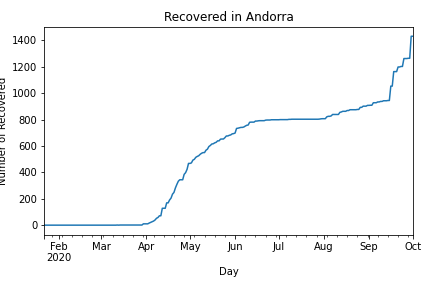 Recovered in Andorra
Number of Recovered
1400
1200
1000
800
600
400
200
0
Feb Mar Apr May Jun Jul Aug Sep Oct
2020
Day